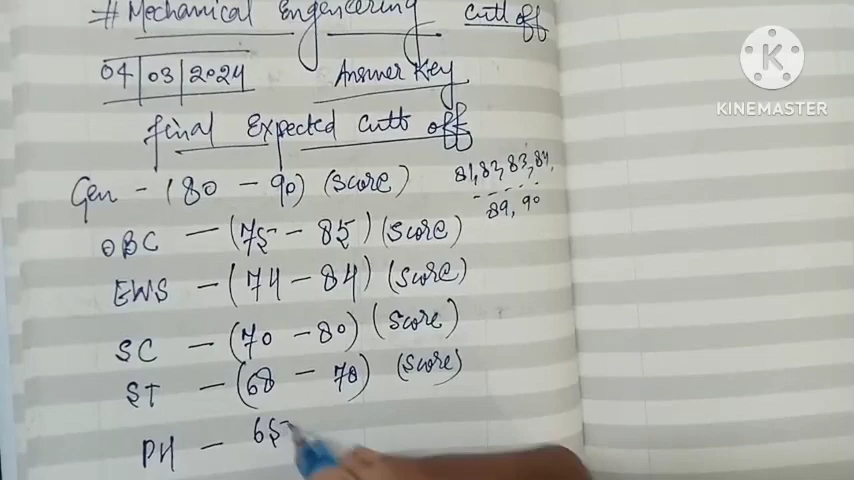 # Mechanical Engeneering Cutt off
04|03|2024 Answer Key
final Expected Cutt off
Gen - (80 - 90) (Score) 81,82,83,84,
89, 90
OBC - (75 - 85) (Score)
EWS - (74 - 84) (Score)
SC - (70 - 80) (Score)
ST - (68 - 78) (Score)
PH - 65
K
KINEMASTER